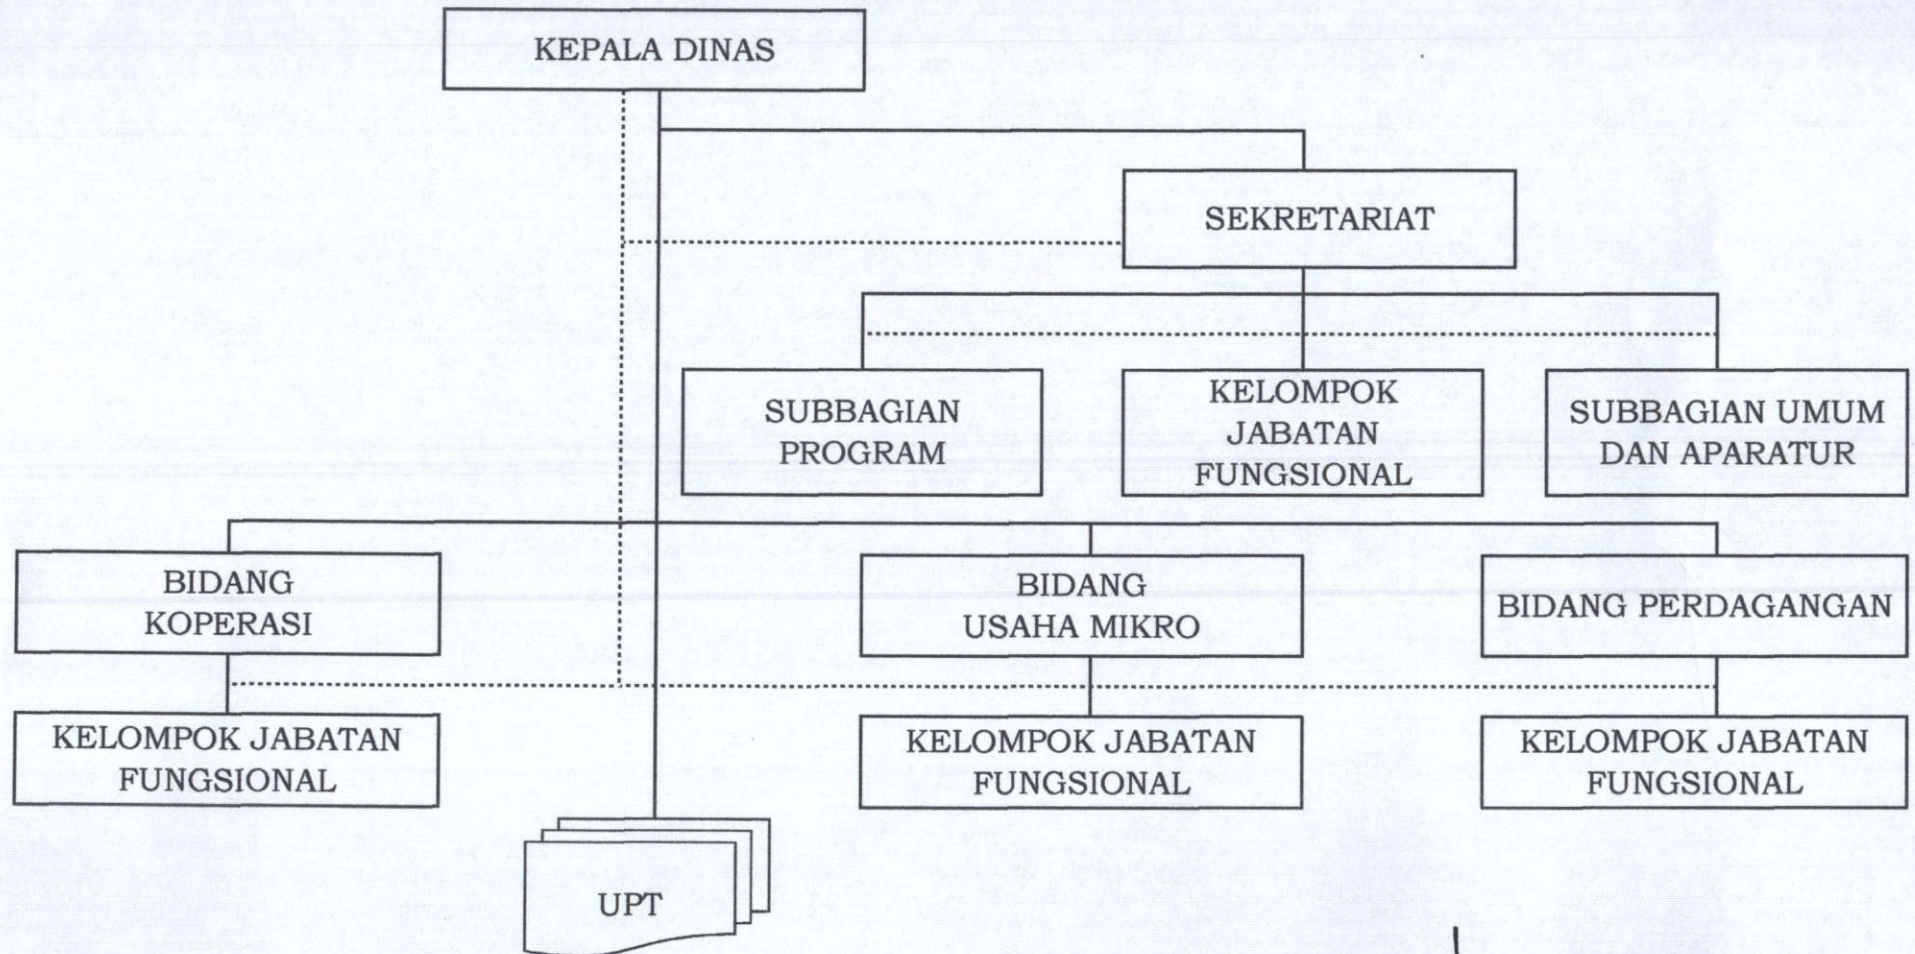 KEPALA DINAS
SEKRETARIAT
SUBBAGIAN
PROGRAM
KELOMPOK
JABATAN
FUNGSIONAL
SUBBAGIAN UMUM
DAN APARATUR
BIDANG
KOPERASI
BIDANG
USAHA MIKRO
BIDANG PERDAGANGAN
KELOMPOK JABATAN
FUNGSIONAL
KELOMPOK JABATAN
FUNGSIONAL
KELOMPOK JABATAN
FUNGSIONAL
UPT